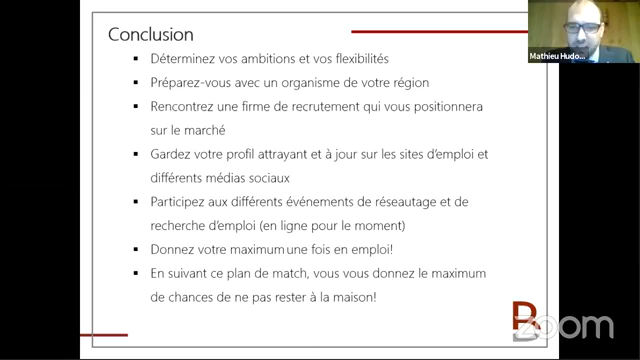 Conclusion
Mathieu Hudo...
▪ Déterminez vos ambitions et vos flexibilités
▪ Préparez-vous avec un organisme de votre région
▪ Rencontrez une firme de recrutement qui vous positionnera
sur le marché
▪ Gardez votre profil attrayant et à jour sur les sites d'emploi et
différents médias sociaux
▪ Participez aux différents événements de réseautage et de
recherche d'emploi (en ligne pour le moment)
▪ Donnez votre maximum une fois en emploi!
▪ En suivant ce plan de match, vous vous donnez le maximum
de chances de ne pas rester à la maison!
R
zoom